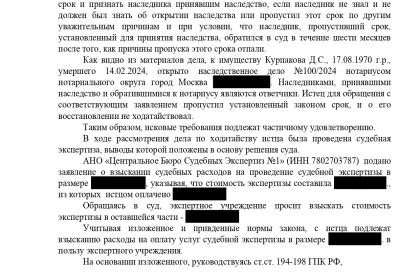 срок и признать наследника принявшим наследство, если наследник не знал и не
должен был знать об открытии наследства или пропустил этот срок по другим
уважительным причинам и при условии, что наследник, пропустивший срок,
установленный для принятия наследства, обратился в суд в течение шести месяцев
после того, как причины пропуска этого срока отпали.
Как видно из материалов дела, к имуществу Курпакова Д.С., 17.08.1970 г.р.,
умершего 14.02.2024, открыто наследственное дело №100/2024 нотариусом
нотариального округа город Москва Наследниками, принявшими
наследство и обратившимися к нотариусу являются ответчики. Истец для обращения с
соответствующим заявлением пропустил установленный законом срок, и о его
восстановлении не ходатайствовал.
Таким образом, исковые требования подлежат частичному удовлетворению.
В ходе рассмотрения дела по ходатайству истца была проведена судебная
экспертиза, выводы которой положены в основу решения суда.
АНО «Центральное Бюро Судебных Экспертиз №1» (ИНН 7802703787) подано
заявление о взыскании судебных расходов на проведение судебной экспертизы в
размере , указывая, что стоимость экспертизы составила .,
из которых истцом оплачено
Обращаясь в суд, экспертное учреждение просит взыскать стоимость
экспертизы в оставшейся части -
Учитывая изложенное и приведенные нормы закона, с истца подлежат
взысканию расходы на оплату услуг судебной экспертизы в размере , в
пользу экспертного учреждения.
На основании изложенного, руководствуясь ст.ст. 194-198 ГПК РФ,